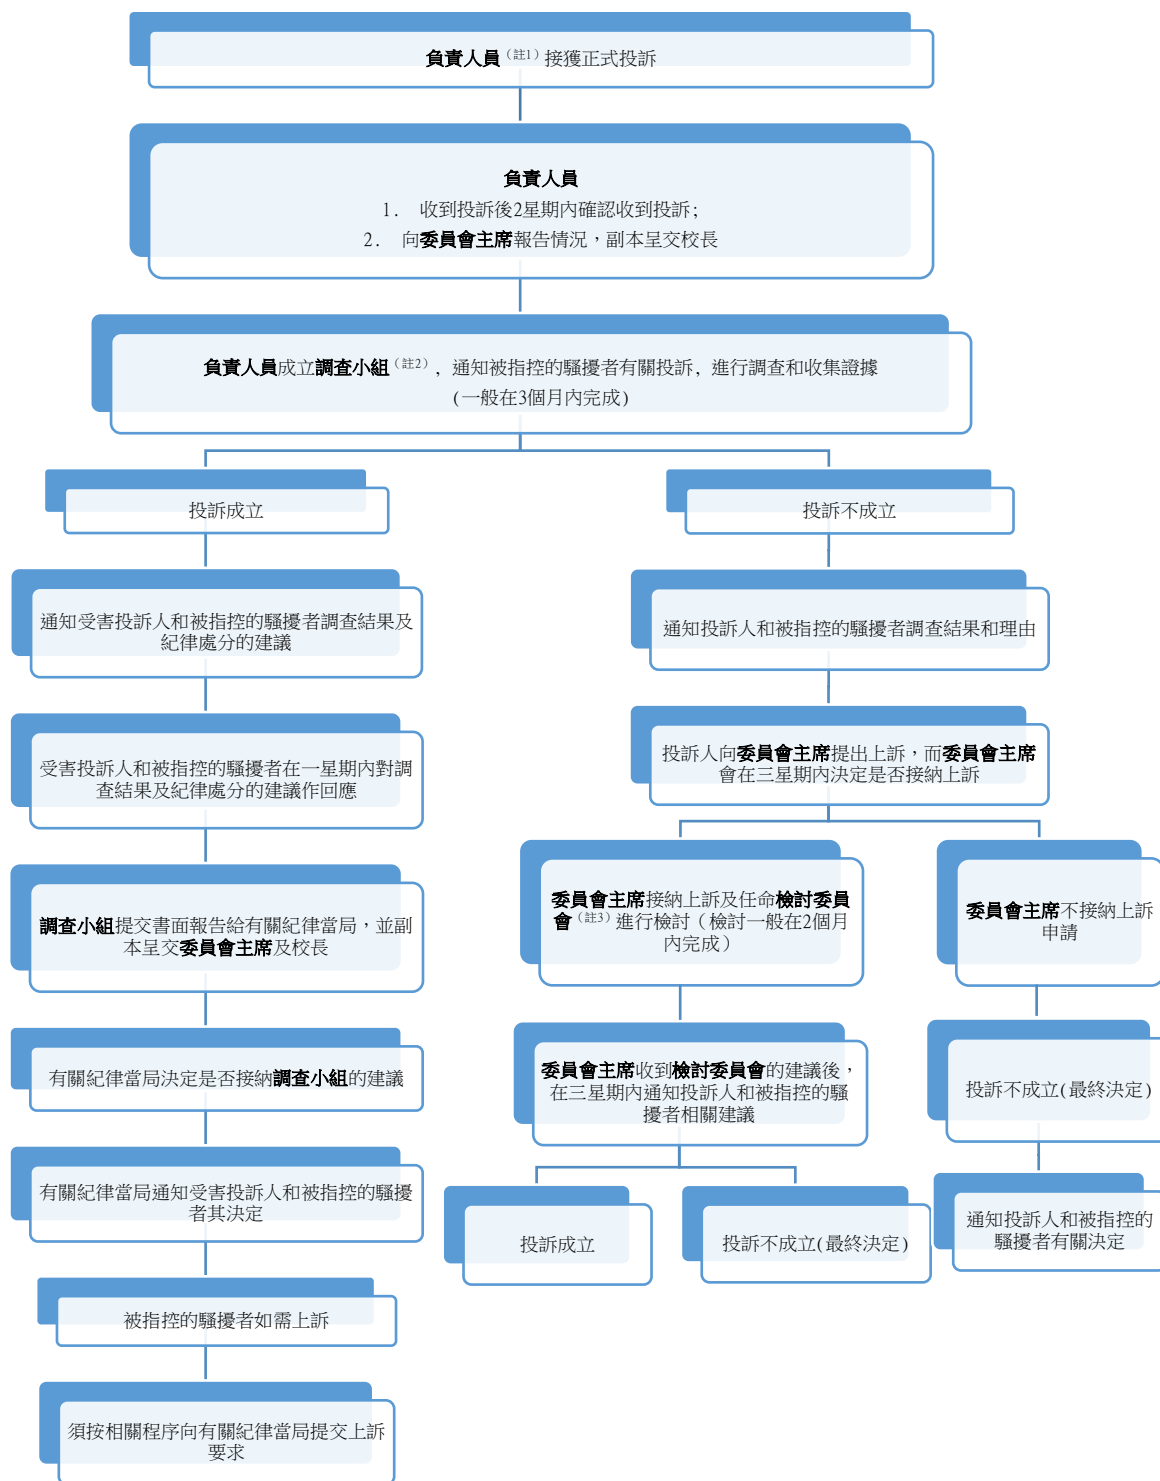 負責人員(註1)接獲正式投訴
負責人員
1. 收到投訴後2星期內確認收到投訴;
2. 向委員會主席報告情況，副本呈交校長
負責人員成立調查小組(註2), 通知被指控的騷擾者有關投訴, 進行調查和收集證據
(一般在3個月內完成)
投訴成立
通知受害投訴人和被指控的騷擾者調查結果及
紀律處分的建議
受害投訴人和被指控的騷擾者在一星期內對調
查結果及紀律處分的建議作回應
調查小組提交書面報告給有關紀律當局，並副
本呈交委員會主席及校長
有關紀律當局決定是否接納調查小組的建議
有關紀律當局通知受害投訴人和被指控的騷擾
者其決定
被指控的騷擾者如需上訴
須按相關程序向有關紀律當局提交上訴
要求
投訴不成立
通知投訴人和被指控的騷擾者調查結果和理由
投訴人向委員會主席提出上訴，而委員會主席
會在三星期內決定是否接納上訴
委員會主席接納上訴及任命檢討委員
會(註3)進行檢討（檢討一般在2個月
內完成）
委員會主席收到檢討委員會的建議後，
在三星期內通知投訴人和被指控的騷
擾者相關建議
投訴成立
投訴不成立(最終決定)
委員會主席不接納上訴
申請
投訴不成立(最終決定)
通知投訴人和被指控的
騷擾者有關決定